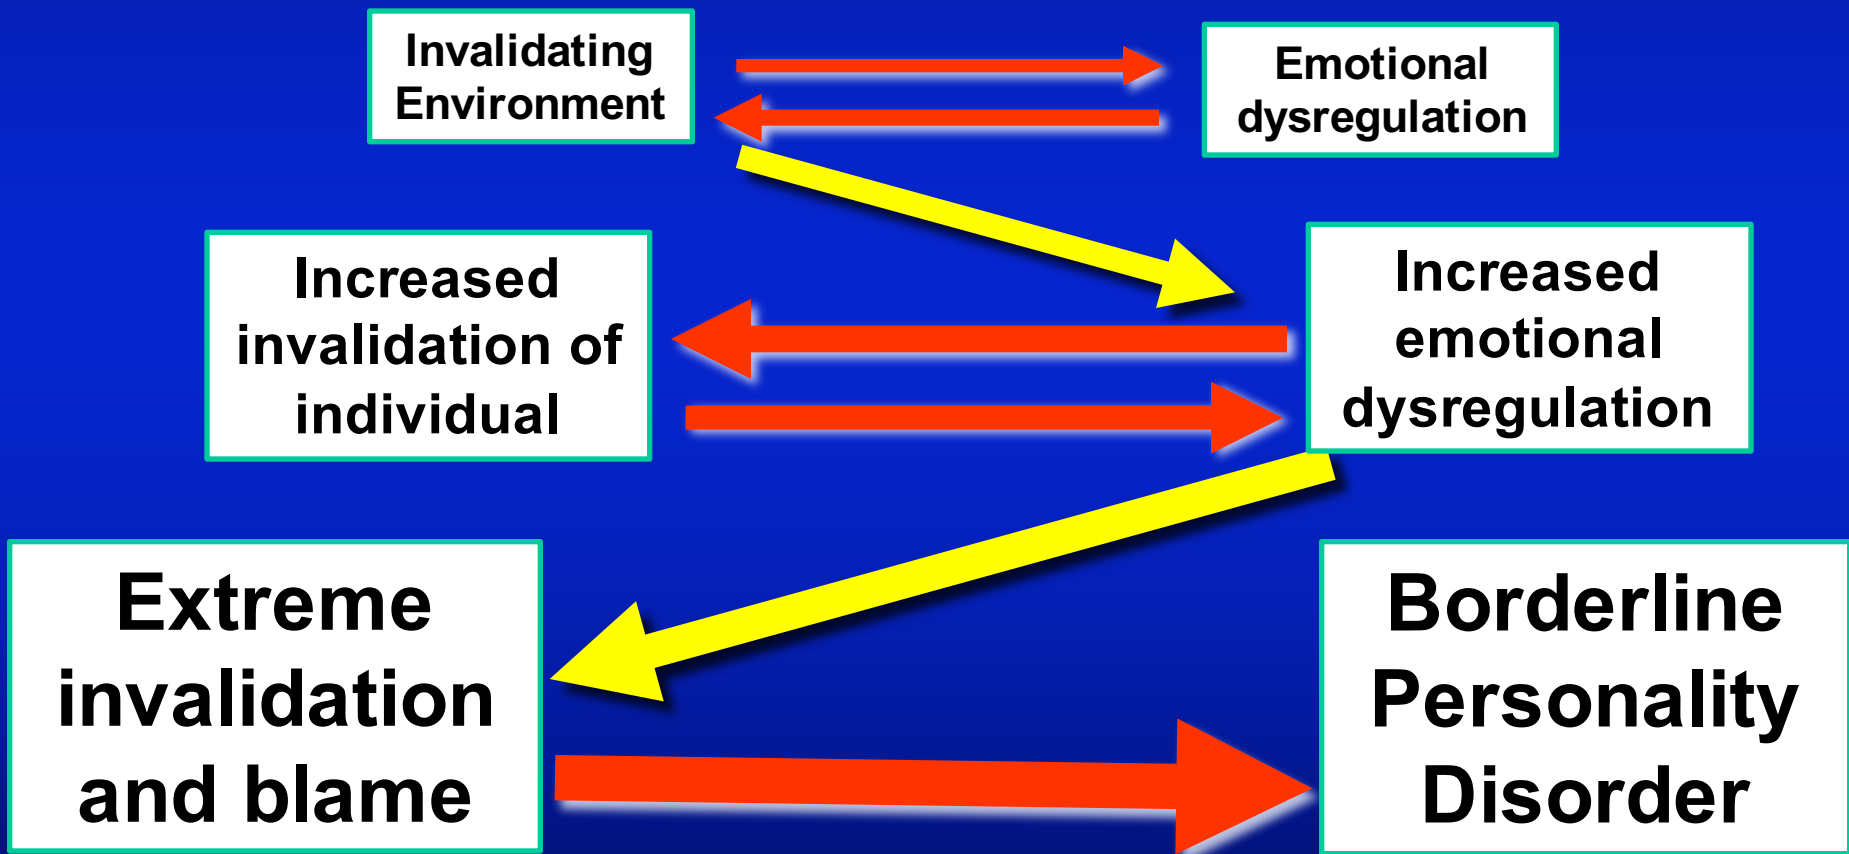 Invalidating
Environment
Emotional
dysregulation
Increased
invalidation of
individual
Increased
emotional
dysregulation
Extreme
invalidation
and blame
Borderline
Personality
Disorder